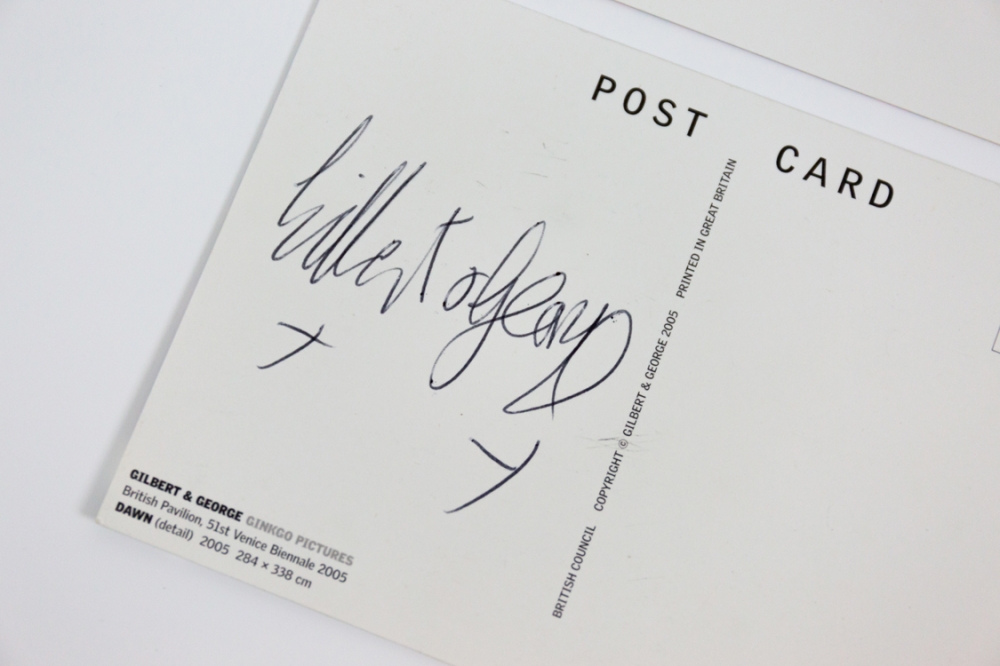 POST CARD
Gilbert & George
x
x
GILBERT & GEORGE GINKGO PICTURES
British Pavilion, 51st Venice Biennale 2005
DAWN (detail) 2005 284 × 338 cm
BRITISH COUNCIL COPYRIGHT © GILBERT & GEORGE 2005 PRINTED IN GREAT BRITAIN